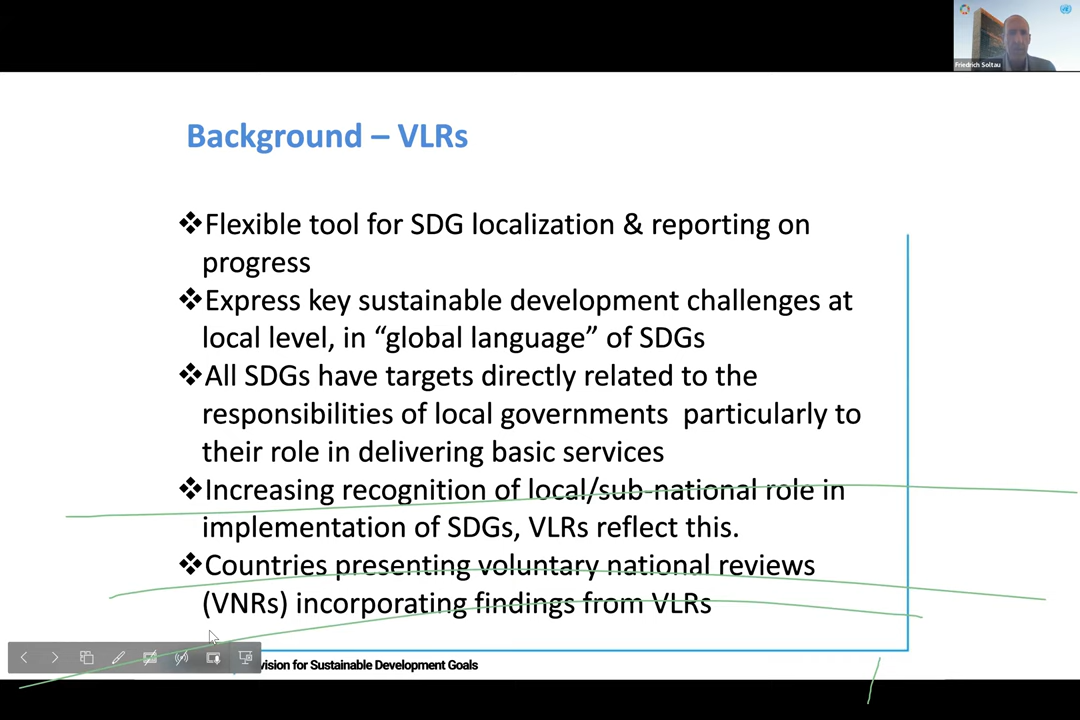 Friedrich Soltau
Background – VLRs
❖Flexible tool for SDG localization & reporting on
progress
❖Express key sustainable development challenges at
local level, in “global language” of SDGs
❖All SDGs have targets directly related to the
responsibilities of local governments  particularly to
their role in delivering basic services
❖Increasing recognition of local/sub-national role in
implementation of SDGs, VLRs reflect this.
❖Countries presenting voluntary national reviews
(VNRs) incorporating findings from VLRs
vision for Sustainable Development Goals